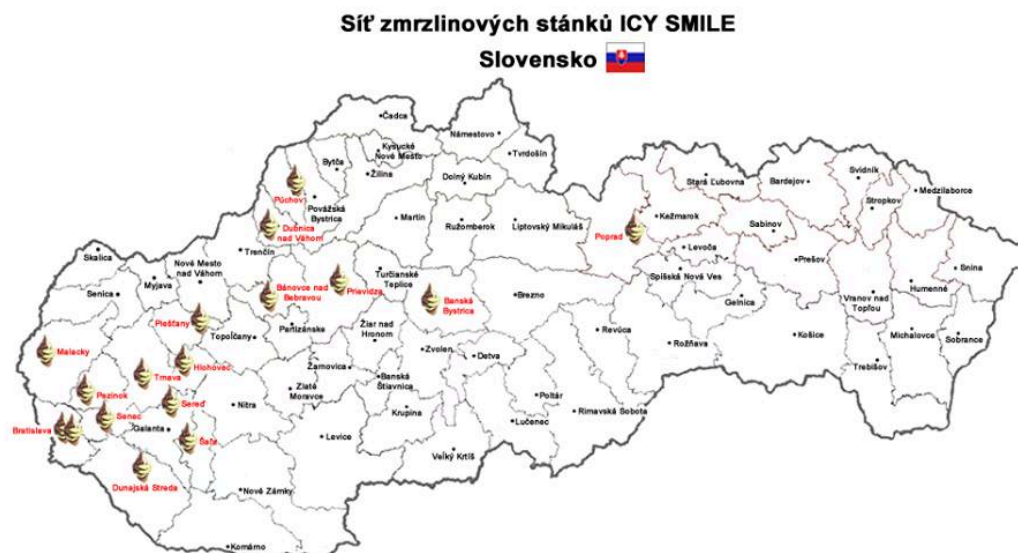 Síť zmrzlinových stánků ICY SMILE
Slovensko
Čadca
Námestovo
Kysucké
Nové Mesto
Tvrdošín
Bytča
Žilina
Dolný Kubín
Stará Ľubovna
Bardejov
Svidník
Medzilaborce
Stropkov
Púchov
Považská
Bystrica
Dubnica
nad Váhom
Martin
Ružomberok
Liptovský Mikuláš
Poprad
Kežmarok
Sabinov
Levoča
Prešov
Skalica
Trenčín
Nové Mesto
nad Váhom
Myjava
Senica
Bánovce nad
Bebravou
Prievidza
Turčianske
Teplice
Banská
Bystrica
Brezno
Spišská Nová Ves
Gelnica
Snina
Humenné
Vranov nad
Topľou
Piešťany
Topoľčany
Partizánske
Žiar nad
Hronom
Revúca
Rožňava
Košice
Michalovce
Sobrance
Malacky
Trnava
Hlohovec
Žarnovica
Zvolen
Detva
Trebišov
Pezinok
Sereď
Zlaté
Moravce
Banská
Štiavnica
Poltár
Senec
Nitra
Krupina
Rimavská Sobota
Bratislava
Galanta
Šaľa
Levice
Lučenec
Veľký Krtíš
Dunajská Streda
Nové Zámky
Komárno